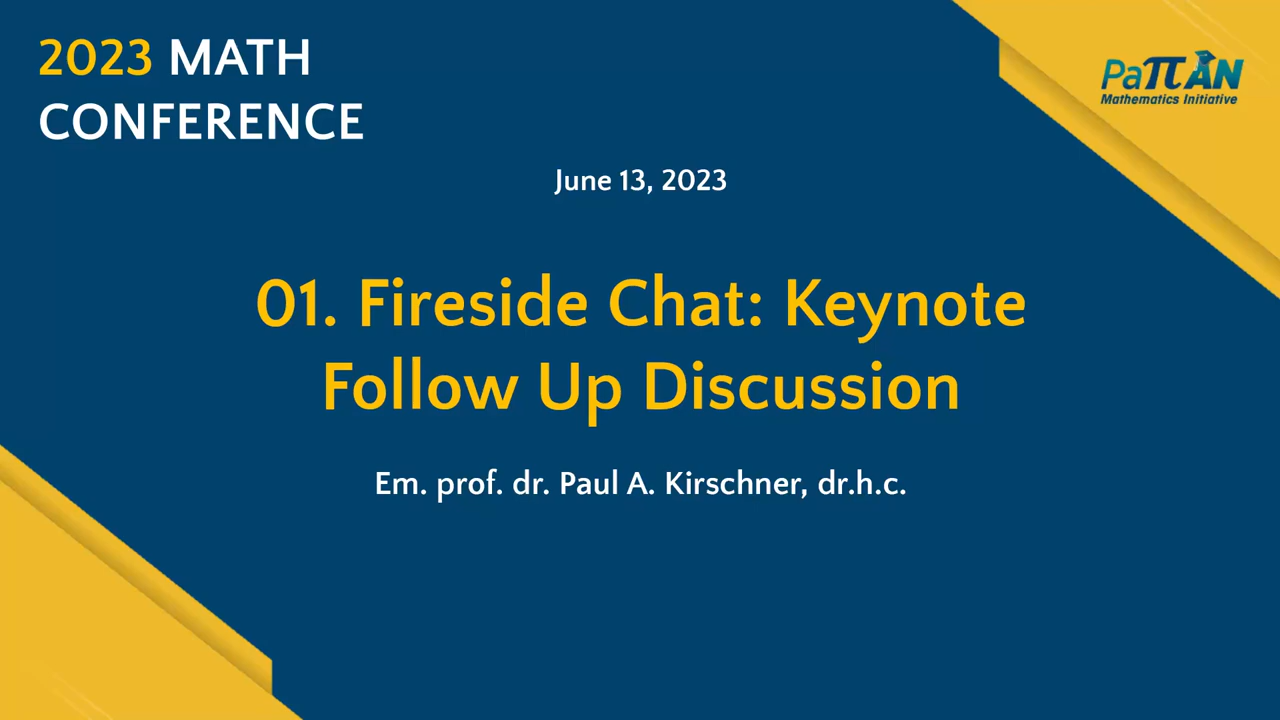 2023 MATH
CONFERENCE
PaTTAN
Mathematics Initiative
June 13, 2023
01. Fireside Chat: Keynote
Follow Up Discussion
Em. prof. dr. Paul A. Kirschner, dr.h.c.